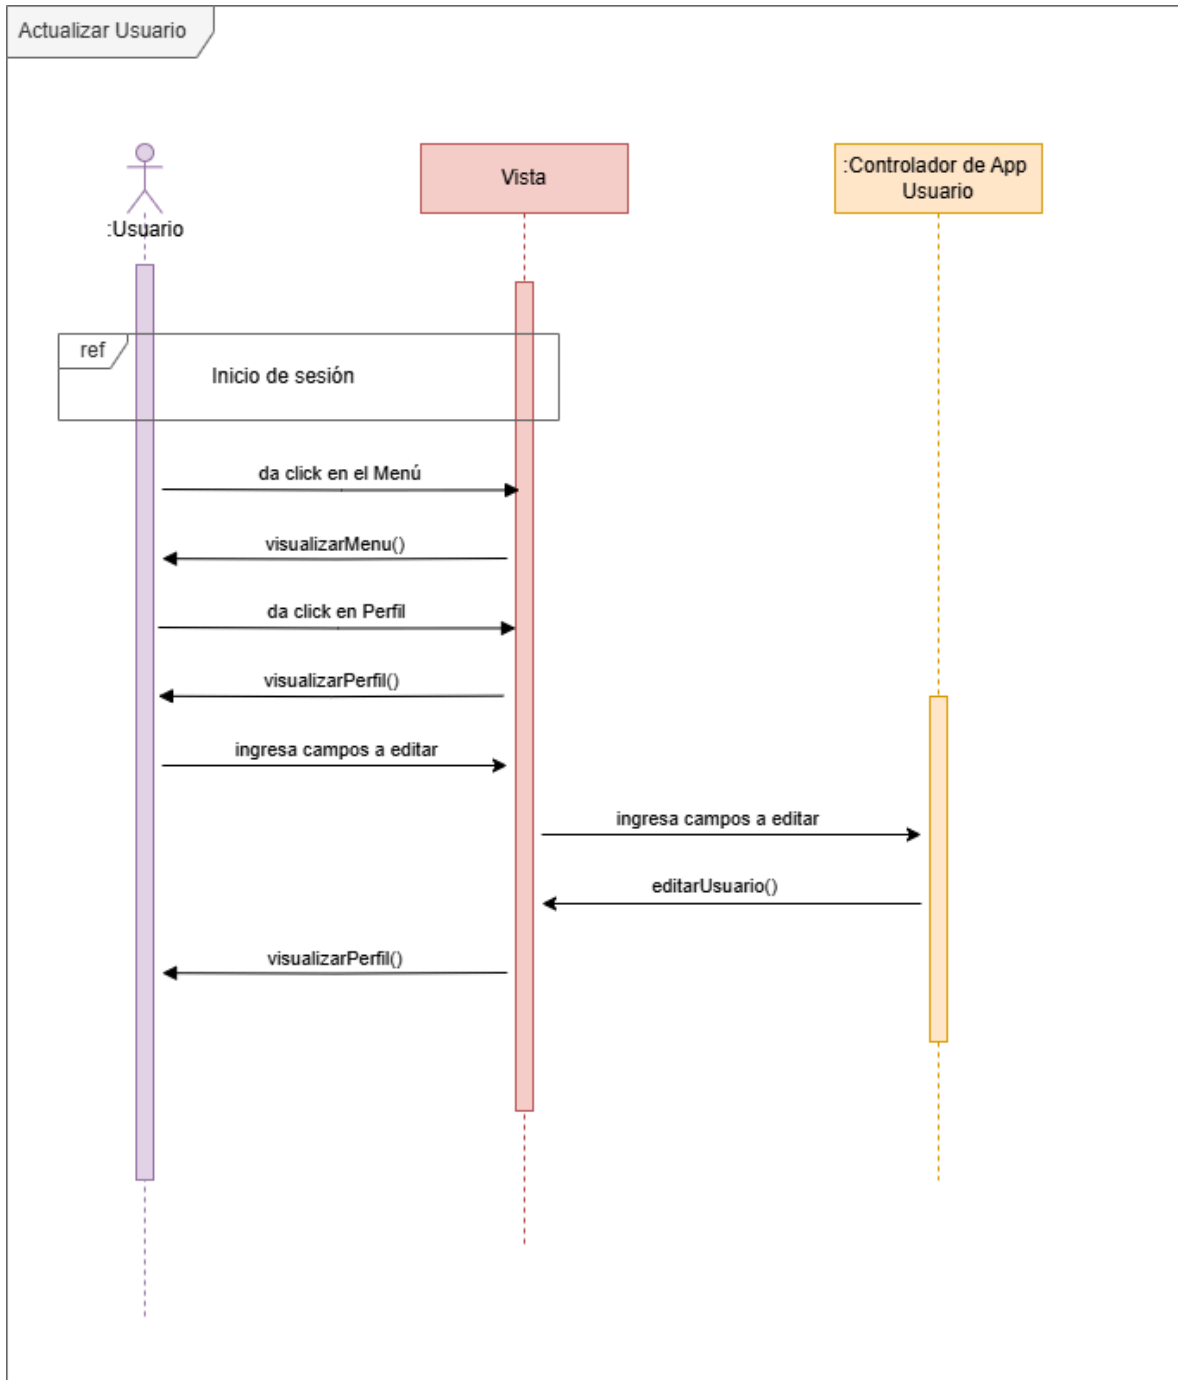 Actualizar Usuario
:Usuario
Vista
:Controlador de App
Usuario
ref
Inicio de sesión
da click en el Menú
visualizarMenu()
da click en Perfil
visualizarPerfil()
ingresa campos a editar
ingresa campos a editar
editarUsuario()
visualizarPerfil()